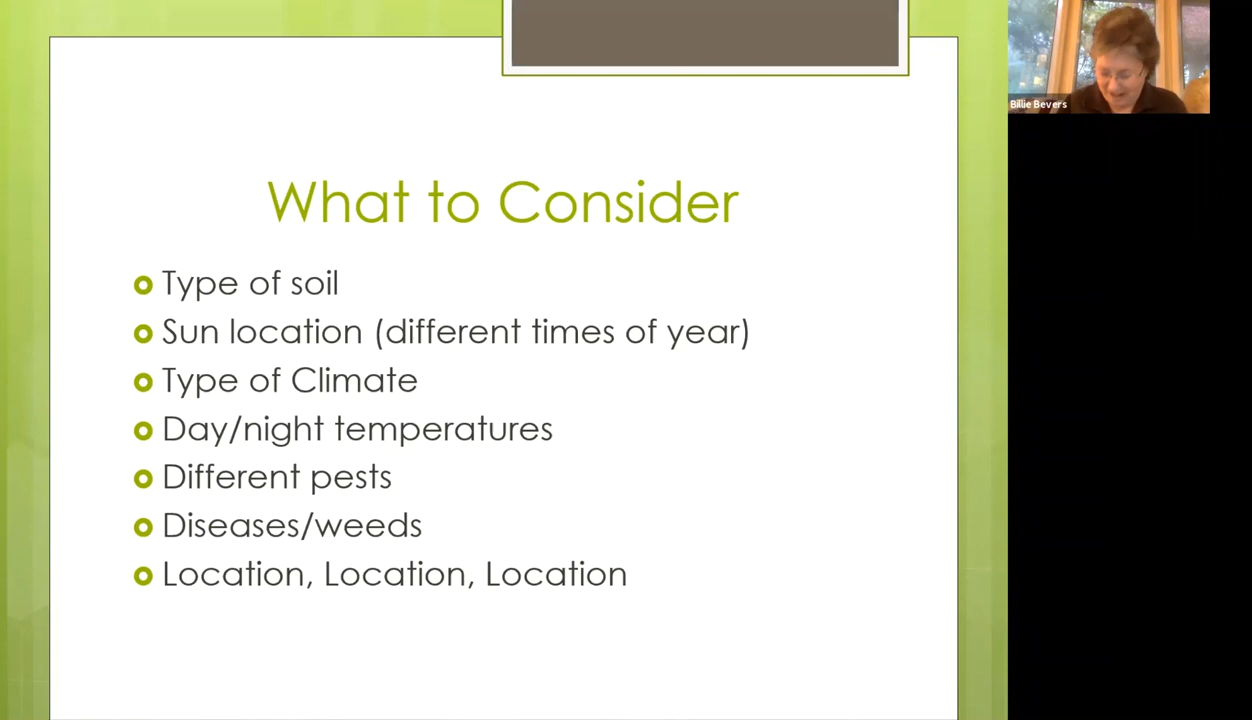 What to Consider
Type of soil
Sun location (different times of year)
Type of Climate
Day/night temperatures
Different pests
Diseases/weeds
Location, Location, Location
Billie Bevers